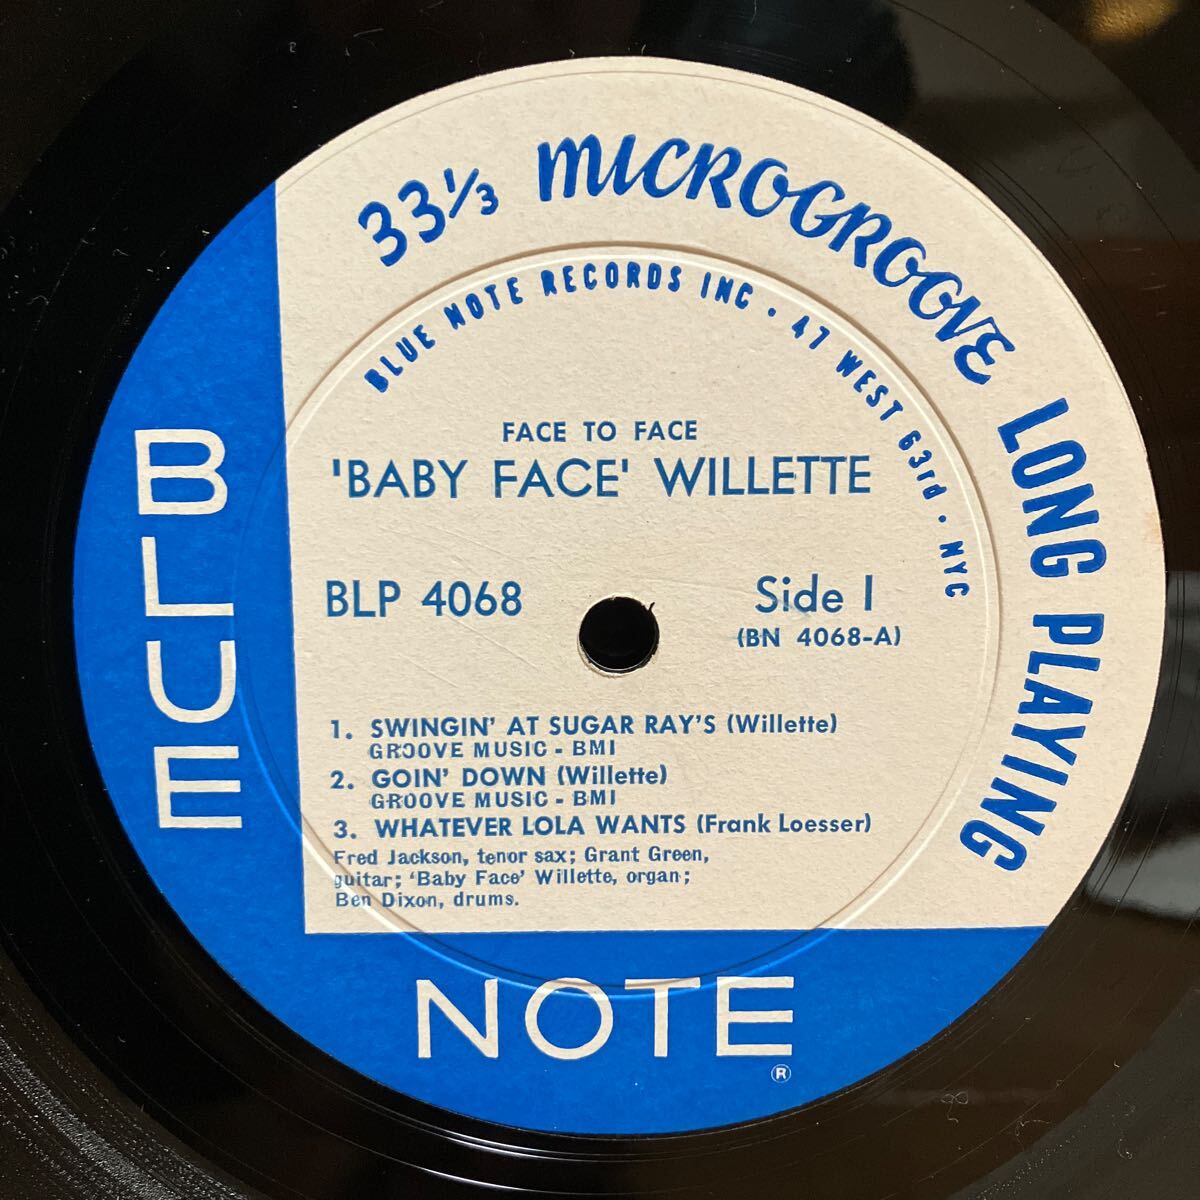 33⅓ MICROGROOVE LONG PLAYING
BLUE NOTE RECORDS INC · 47 WEST 63rd · NYC
FACE TO FACE
'BABY FACE' WILLETTE
BLP 4068
Side I
(BN 4068-A)
1. SWINGIN' AT SUGAR RAY'S (Willette)
GROOVE MUSIC - BMI
2. GOIN' DOWN (Willette)
GROOVE MUSIC - BMI
3. WHATEVER LOLA WANTS (Frank Loesser)
Fred Jackson, tenor sax; Grant Green,
guitar; 'Baby Face' Willette, organ;
Ben Dixon, drums.
BLUE
NOTE®